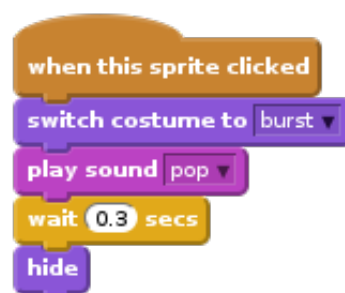 when this sprite clicked
switch costume to burst
play sound pop
wait 0.3 secs
hide